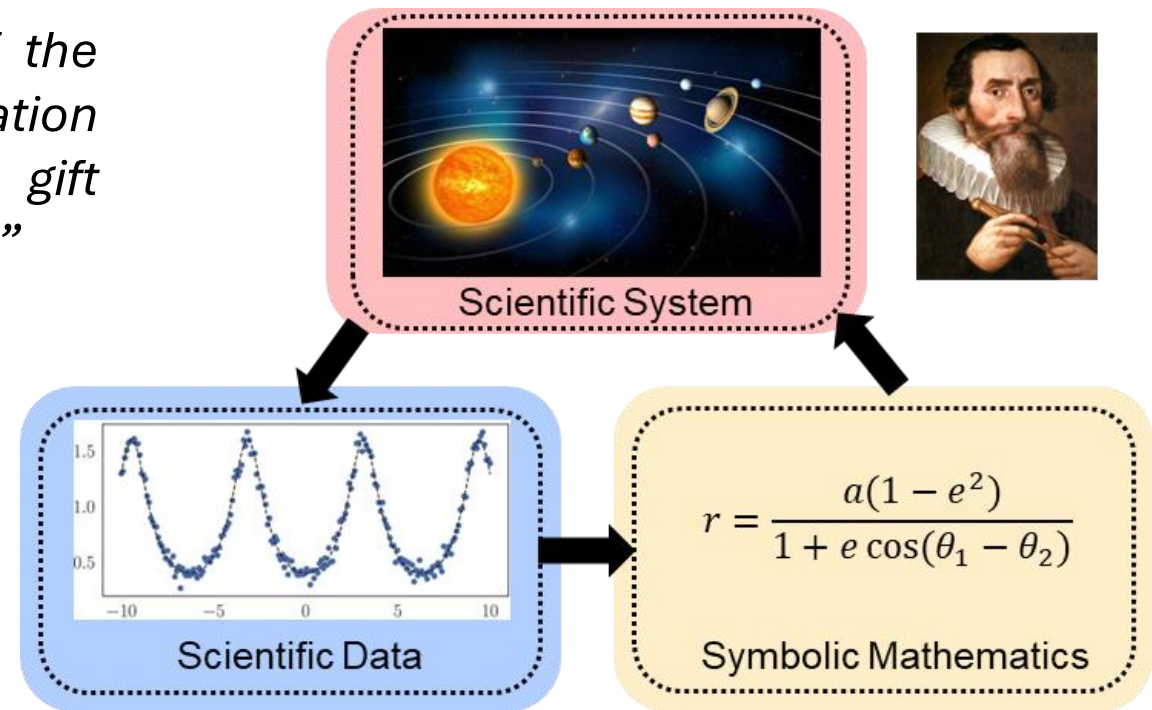 the
ation
gift
”
Scientific System
1.5
1.0
0.5
−10 −5 0 5 10
Scientific Data
r = a(1 − e²) / 1 + e cos(θ₁ − θ₂)
Symbolic Mathematics